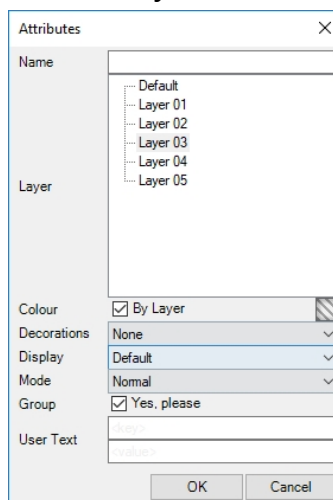 Attributes
Name
Default
Layer 01
Layer 02
Layer 03
Layer 04
Layer 05
Layer
Colour By Layer
Decorations None
Display Default
Mode Normal
Group Yes, please
User Text <key>
<value>
OK Cancel